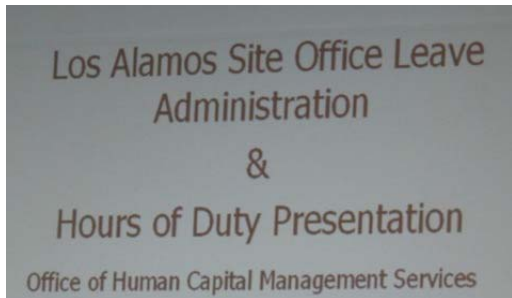 Los Alamos Site Office Leave
Administration
&
Hours of Duty Presentation
Office of Human Capital Management Services